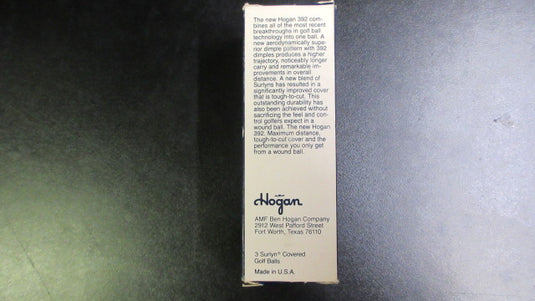 The new Hogan 392 com-
bines all of the most recent
breakthroughs in golf ball
technology into one ball. A
new aerodynamically supe-
rior dimple pattern with 392
dimples produces a higher
trajectory, noticeably longer
carry and remarkable im-
provements in overall
distance. A new blend of
Surlyns has resulted in a
significantly improved cover
that is tough-to-cut. This
outstanding durability has
also been achieved without
sacrificing the feel and con-
trol golfers expect in a
wound ball. The new Hogan
392. Maximum distance,
tough-to-cut cover and the
performance you only get
from a wound ball.
Hogan
AMF Ben Hogan Company
2912 West Pafford Street
Fort Worth, Texas 76110
3 Surlyn® Covered
Golf Balls
Made in U.S.A.